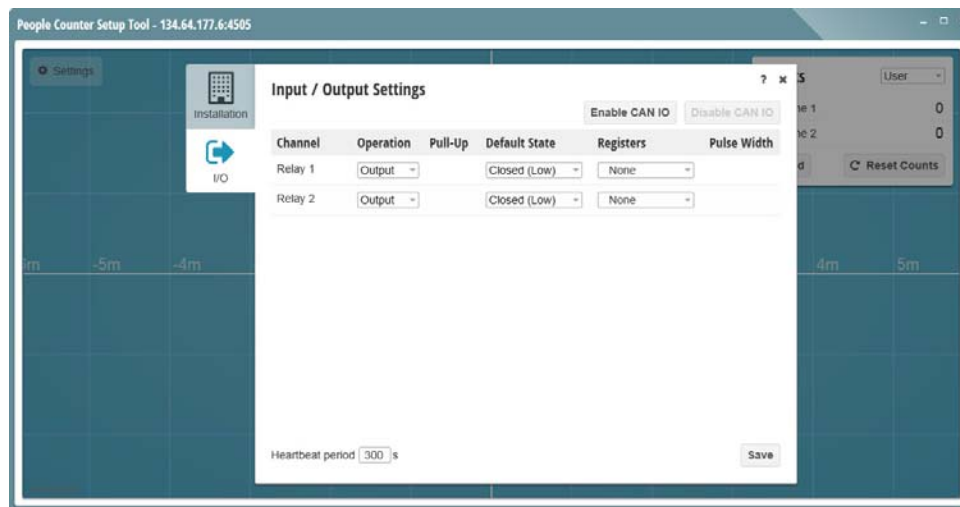 People Counter Setup Tool - 134.64.177.6:4505
Settings
Installation
I/O
Input / Output Settings
? ×
Enable CAN IO Disable CAN IO
Channel Operation Pull-Up Default State Registers Pulse Width
Relay 1 Output Closed (Low) None
Relay 2 Output Closed (Low) None
Heartbeat period 300 s
Save
User
1 0
2 0
Reset Counts
-5m -4m 4m 5m